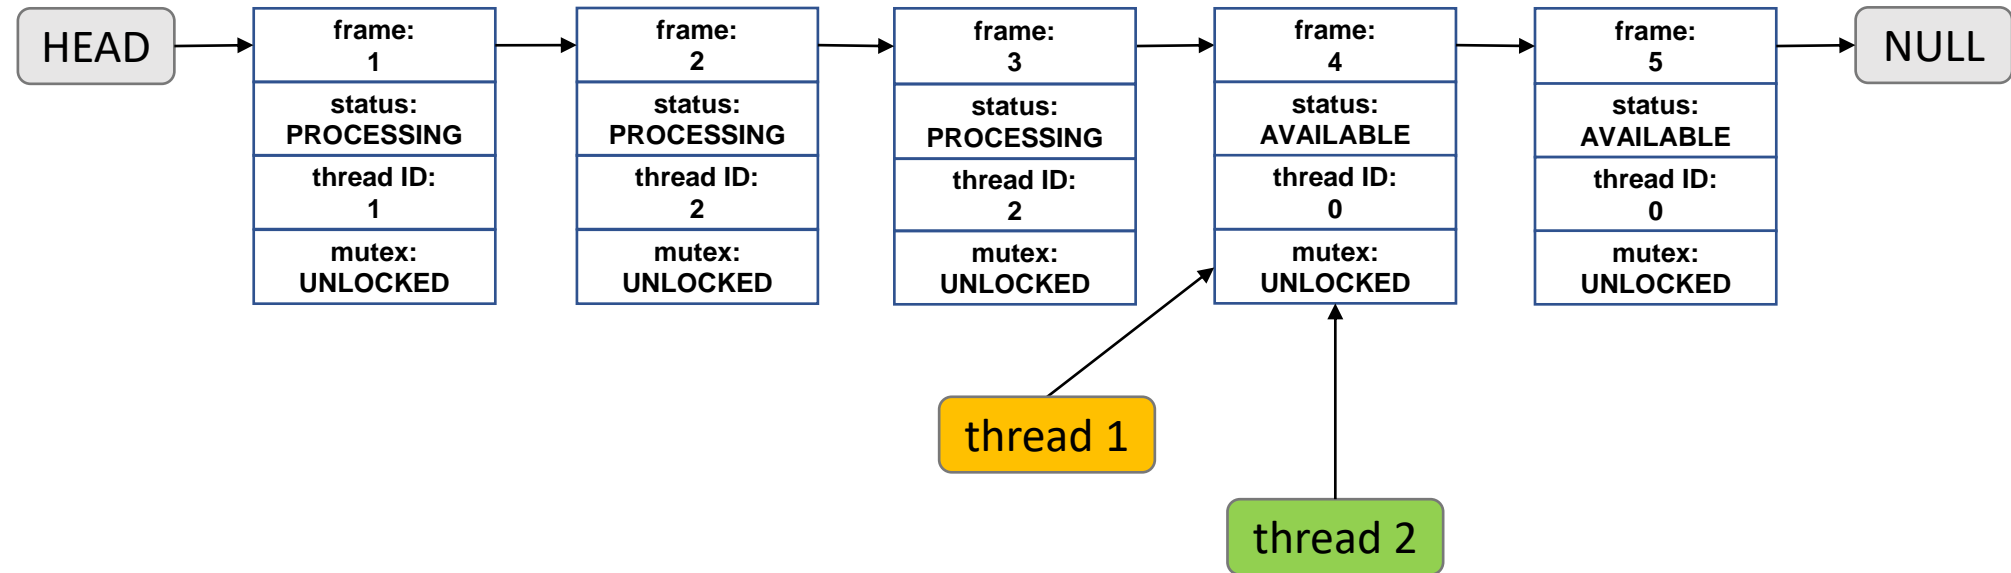 HEAD
frame:
1
status:
PROCESSING
thread ID:
1
mutex:
UNLOCKED
frame:
2
status:
PROCESSING
thread ID:
2
mutex:
UNLOCKED
frame:
3
status:
PROCESSING
thread ID:
2
mutex:
UNLOCKED
frame:
4
status:
AVAILABLE
thread ID:
0
mutex:
UNLOCKED
frame:
5
status:
AVAILABLE
thread ID:
0
mutex:
UNLOCKED
NULL
thread 1
thread 2